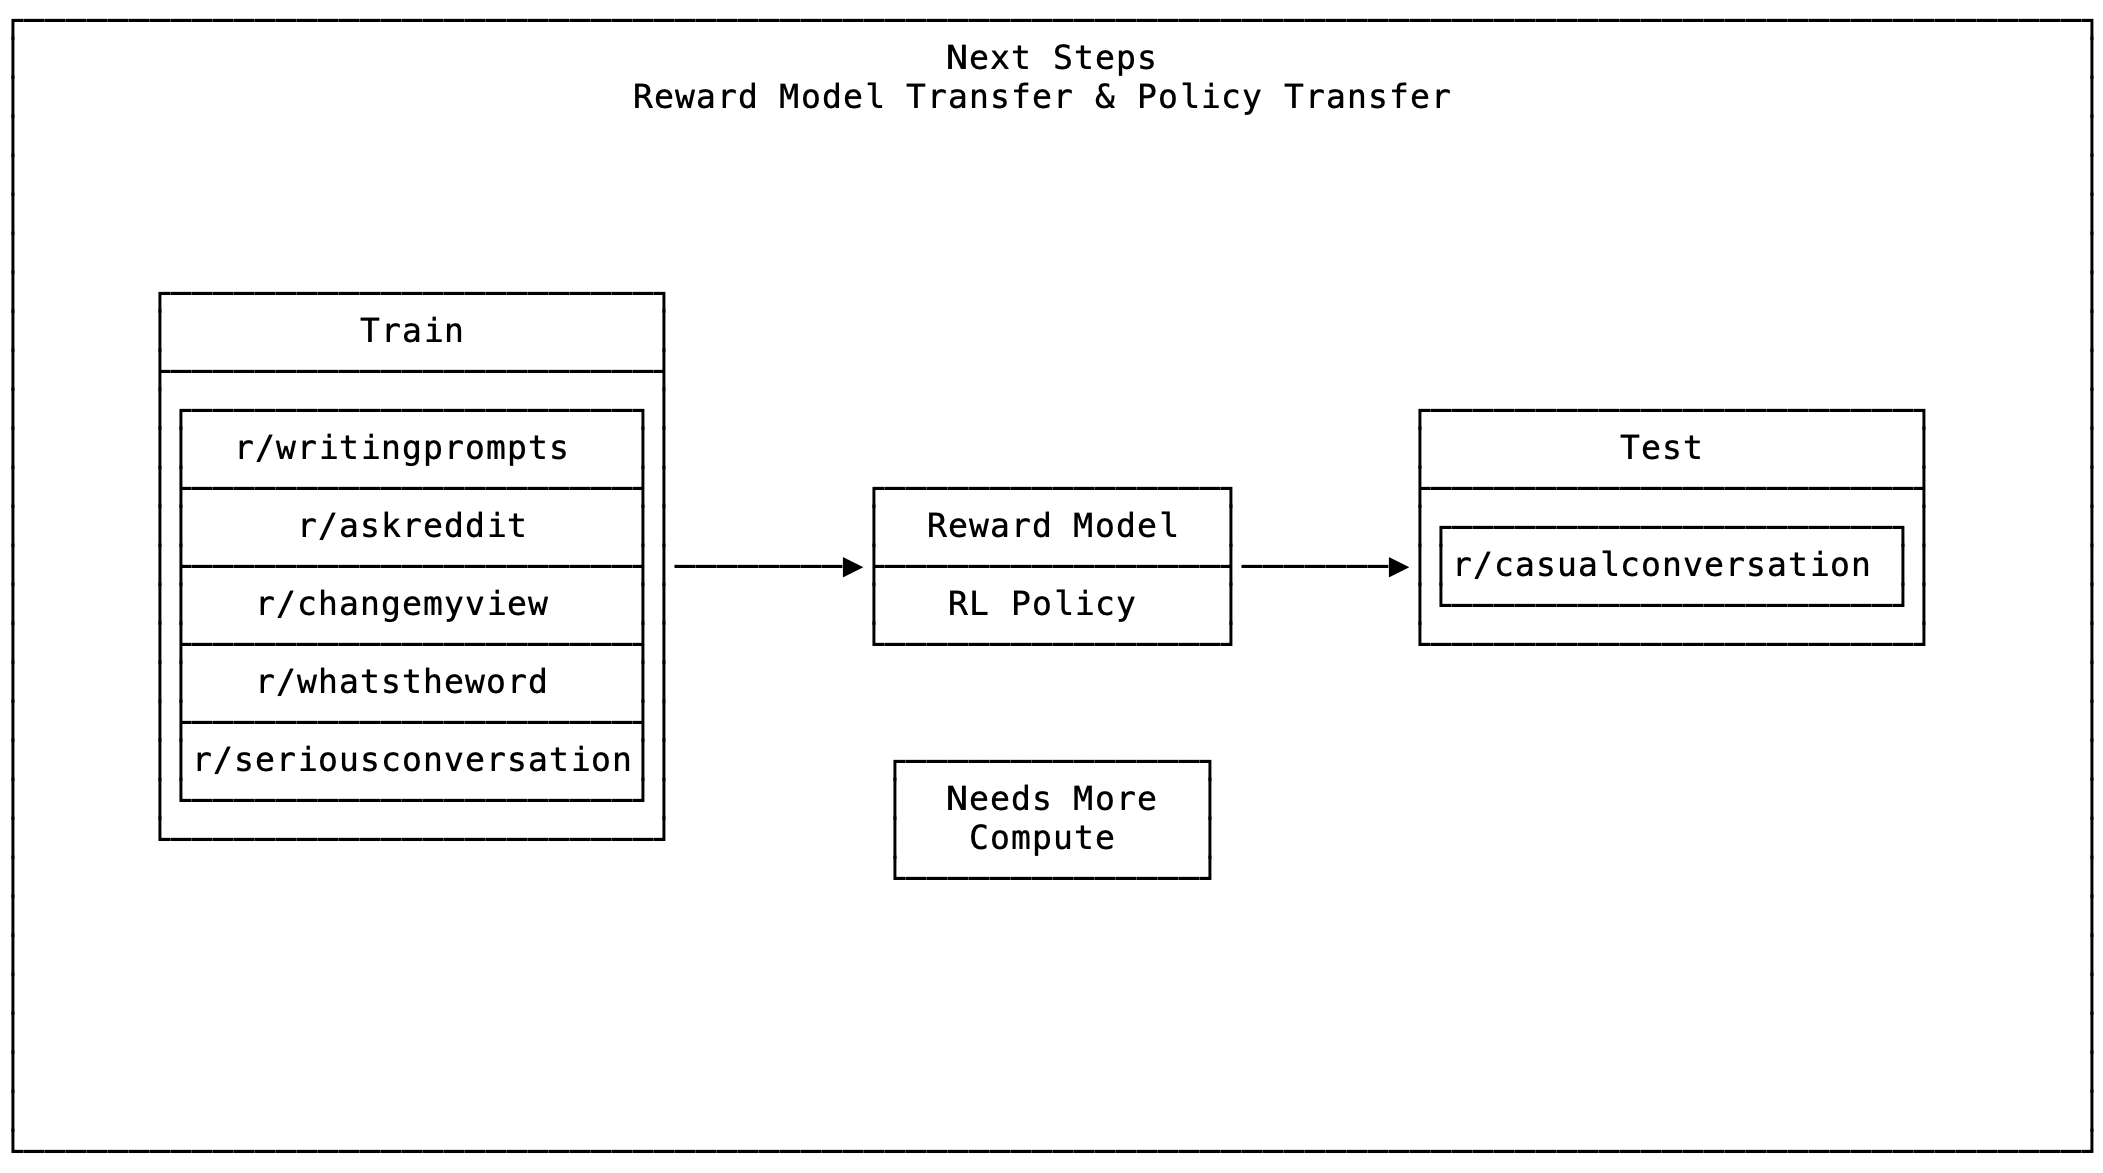 Next Steps
Reward Model Transfer & Policy Transfer
Train
r/writingprompts
r/askreddit
r/changemyview
r/whatstheword
r/seriousconversation
Reward Model
RL Policy
Needs More
Compute
Test
r/casualconversation